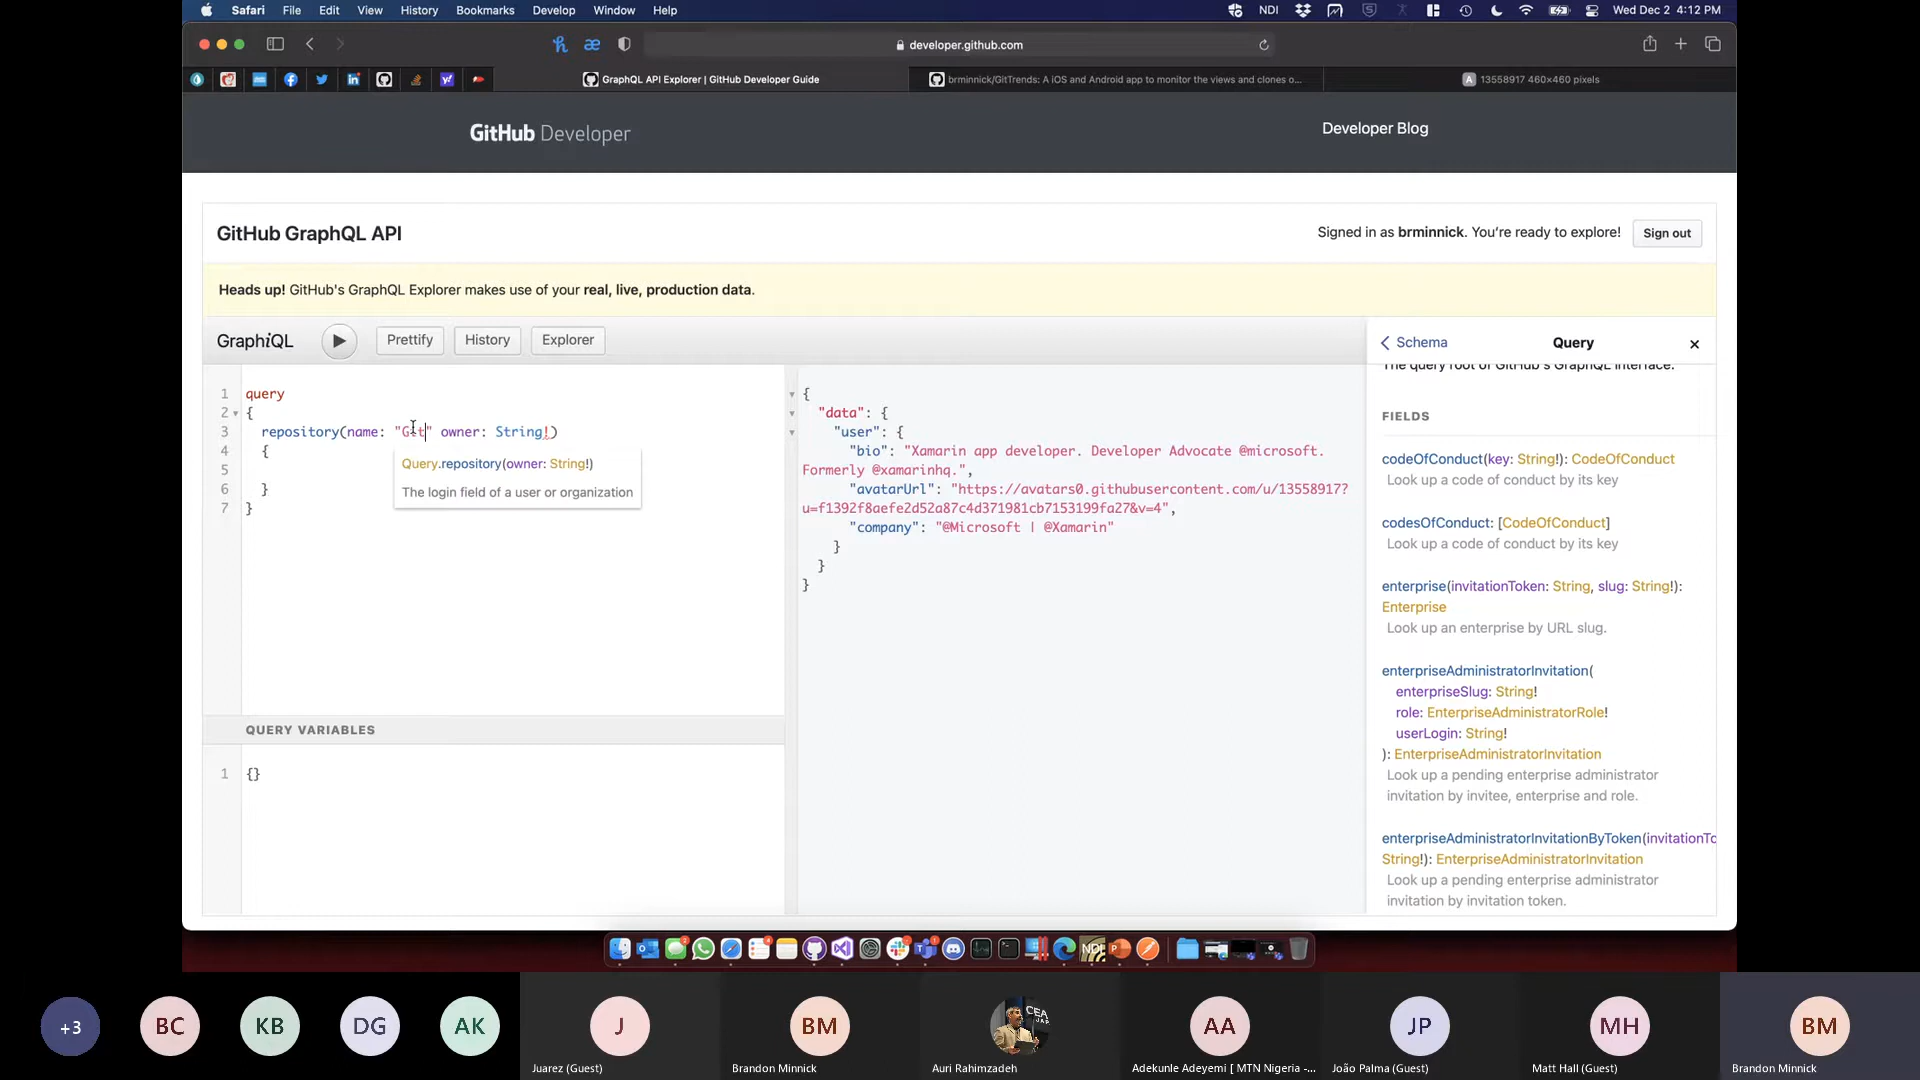 Safari File Edit View History Bookmarks Develop Window Help
NDI Wed Dec 2 4:12 PM
developer.github.com
GraphQL API Explorer | GitHub Developer Guide
brminnick/GitTrends: A iOS and Android app to monitor the views and clones o...
A 13558917 460×460 pixels
GitHub Developer
Developer Blog
GitHub GraphQL API
Signed in as brminnick. You're ready to explore! Sign out
Heads up! GitHub's GraphQL Explorer makes use of your real, live, production data.
GraphiQL Prettify History Explorer
1 query
2 {
3 repository(name: "Git" owner: String!)
4 {
5
6 }
7 }
Query.repository(owner: String!)
The login field of a user or organization
QUERY VARIABLES
1 {}
{
"data": {
"user": {
"bio": "Xamarin app developer. Developer Advocate @microsoft.
Formerly @xamarinhq.",
"avatarUrl": "https://avatars0.githubusercontent.com/u/13558917?
u=f1392f8aefe2d52a87c4d371981cb7153199fa27&v=4",
"company": "@Microsoft | @Xamarin"
}
}
}
Schema Query ×
The query root of GitHub's GraphQL interface.
FIELDS
codeOfConduct(key: String!): CodeOfConduct
Look up a code of conduct by its key
codesOfConduct: [CodeOfConduct]
Look up a code of conduct by its key
enterprise(invitationToken: String, slug: String!):
Enterprise
Look up an enterprise by URL slug.
enterpriseAdministratorInvitation(
enterpriseSlug: String!
role: EnterpriseAdministratorRole!
userLogin: String!
): EnterpriseAdministratorInvitation
Look up a pending enterprise administrator
invitation by invitee, enterprise and role.
enterpriseAdministratorInvitationByToken(invitationTo
String!): EnterpriseAdministratorInvitation
Look up a pending enterprise administrator
invitation by invitation token.
+3 BC KB DG AK J BM AA JP MH BM
Juarez (Guest) Brandon Minnick Auri Rahimzadeh Adekunle Adeyemi [ MTN Nigeria -... João Palma (Guest) Matt Hall (Guest) Brandon Minnick